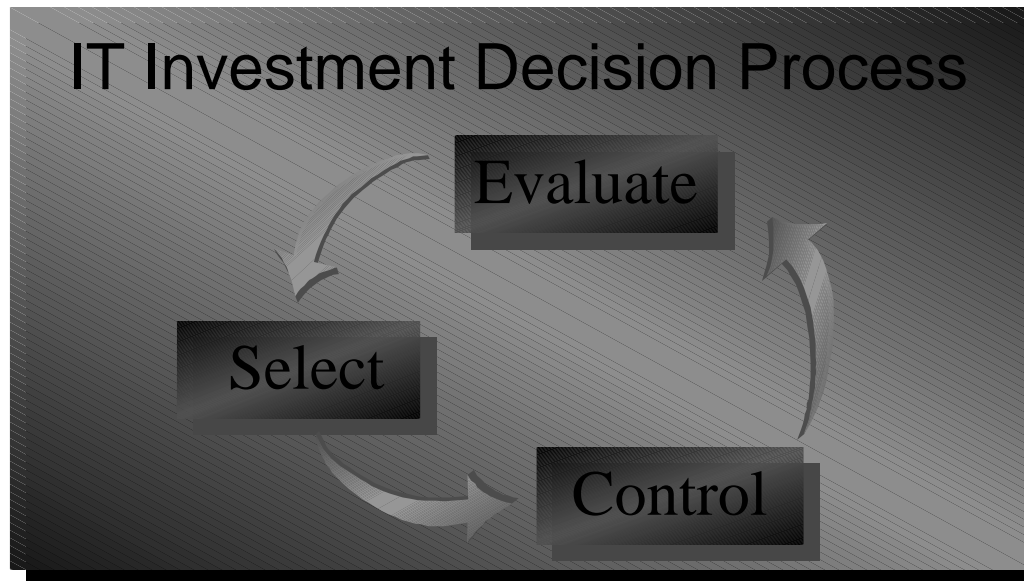 IT Investment Decision Process
Evaluate
Select
Control